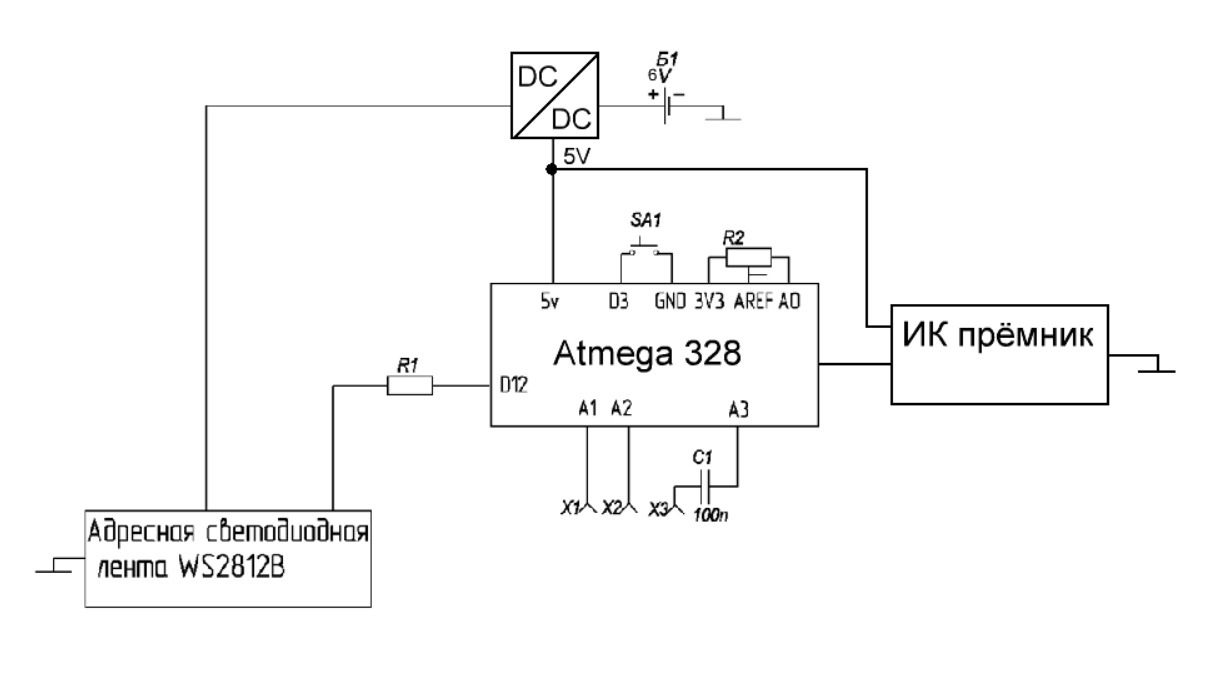 Б1
6V
+ −
DC
DC
5V
SA1
R2
5v D3 GND 3V3 AREF A0
Atmega 328
ИК прёмник
R1
D12
A1 A2 A3
C1
X1 X2 X3
100n
Адресная светодиодная
лента WS2812B